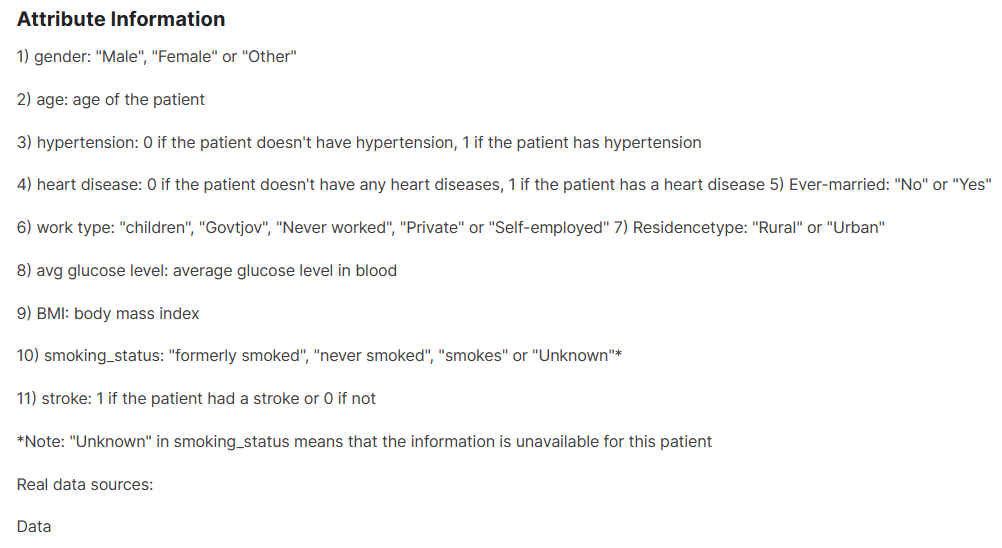 Attribute Information
1) gender: "Male", "Female" or "Other"
2) age: age of the patient
3) hypertension: 0 if the patient doesn't have hypertension, 1 if the patient has hypertension
4) heart disease: 0 if the patient doesn't have any heart diseases, 1 if the patient has a heart disease 5) Ever-married: "No" or "Yes"
6) work type: "children", "Govtjov", "Never worked", "Private" or "Self-employed" 7) Residencetype: "Rural" or "Urban"
8) avg glucose level: average glucose level in blood
9) BMI: body mass index
10) smoking_status: "formerly smoked", "never smoked", "smokes" or "Unknown"*
11) stroke: 1 if the patient had a stroke or 0 if not
*Note: "Unknown" in smoking_status means that the information is unavailable for this patient
Real data sources:
Data